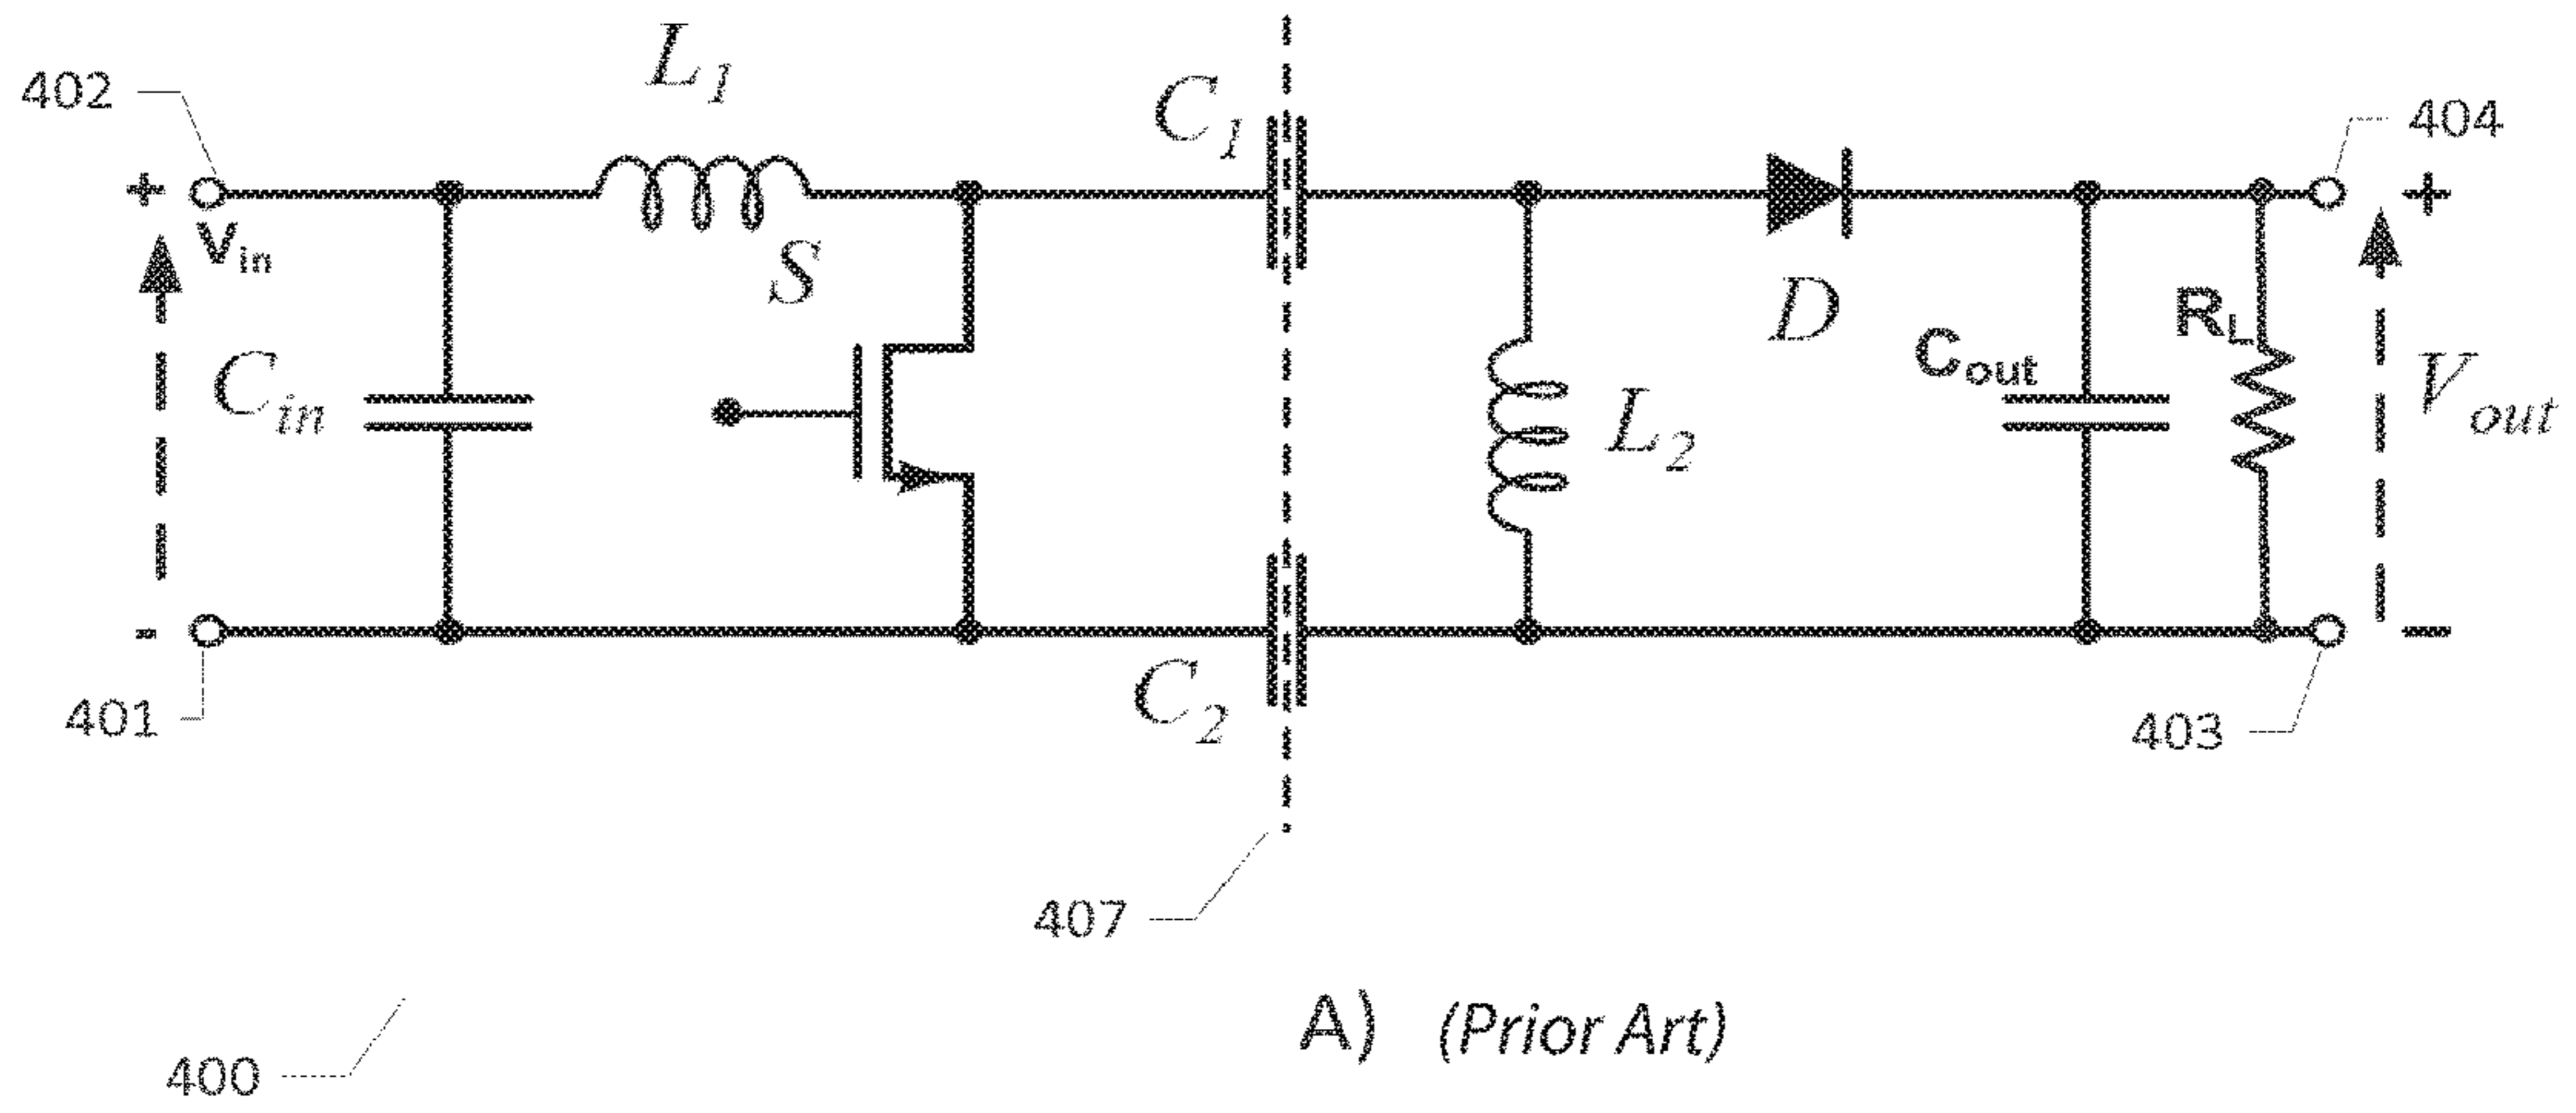 L1
C1
402
404
+
+
Vin
S
D
RL
Cin
Cout
Vout
L2
-
–
C2
401
403
407
A) (Prior Art)
400